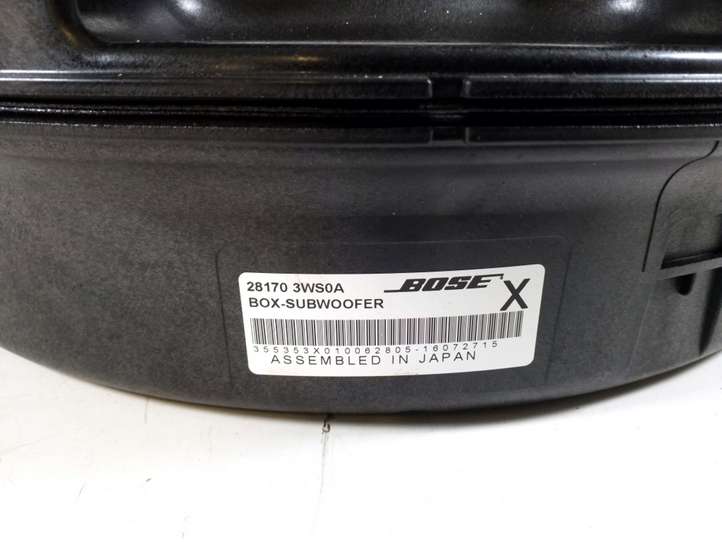 28170 3WS0A BOSE X
BOX-SUBWOOFER
355353X010062805-16072715
ASSEMBLED IN JAPAN